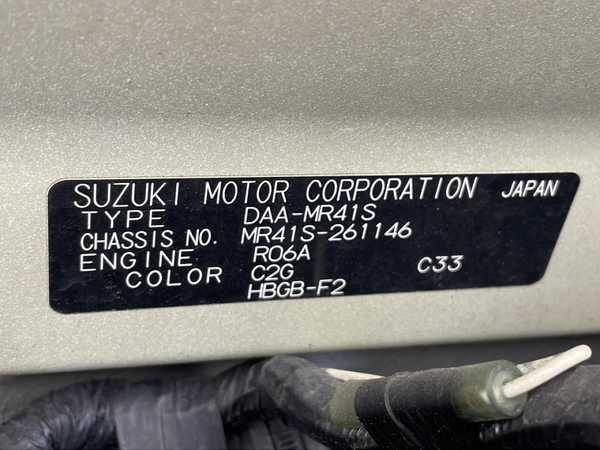 SUZUKI MOTOR CORPORATION JAPAN
TYPE DAA-MR41S
CHASSIS NO. MR41S-261146
ENGINE R06A
COLOR C2G C33
HBGB-F2